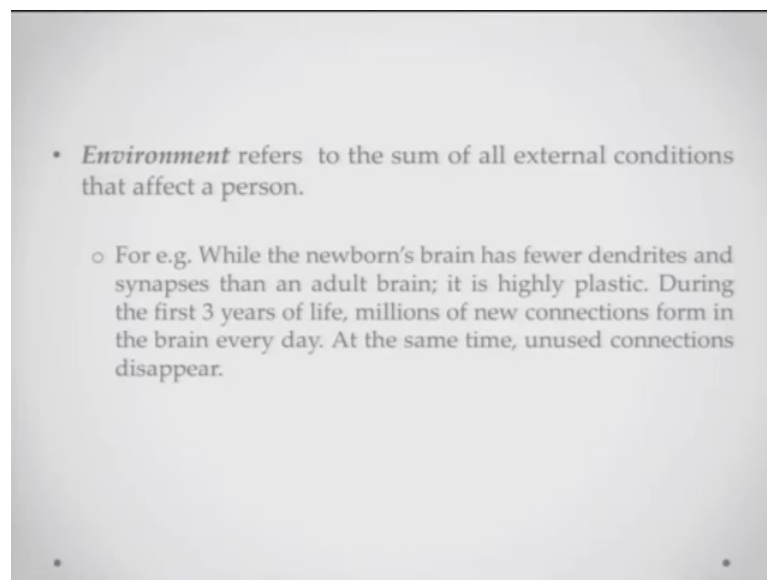 • Environment refers to the sum of all external conditions
that affect a person.
o For e.g. While the newborn's brain has fewer dendrites and
synapses than an adult brain; it is highly plastic. During
the first 3 years of life, millions of new connections form in
the brain every day. At the same time, unused connections
disappear.